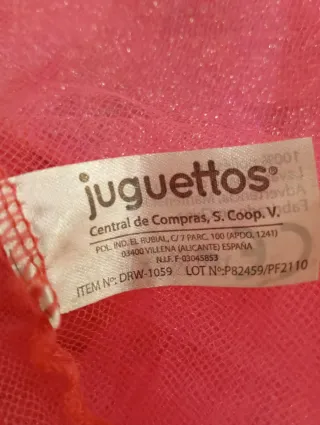 juguettos®
Central de Compras, S. Coop. V.
POL. IND. EL RUBIAL, C/ 7 PARC. 100 (APDO. 1241)
03400 VILLENA (ALICANTE) ESPAÑA
N.I.F. F-03045853
ITEM Nº: DRW-1059 LOT Nº:P82459/PF2110